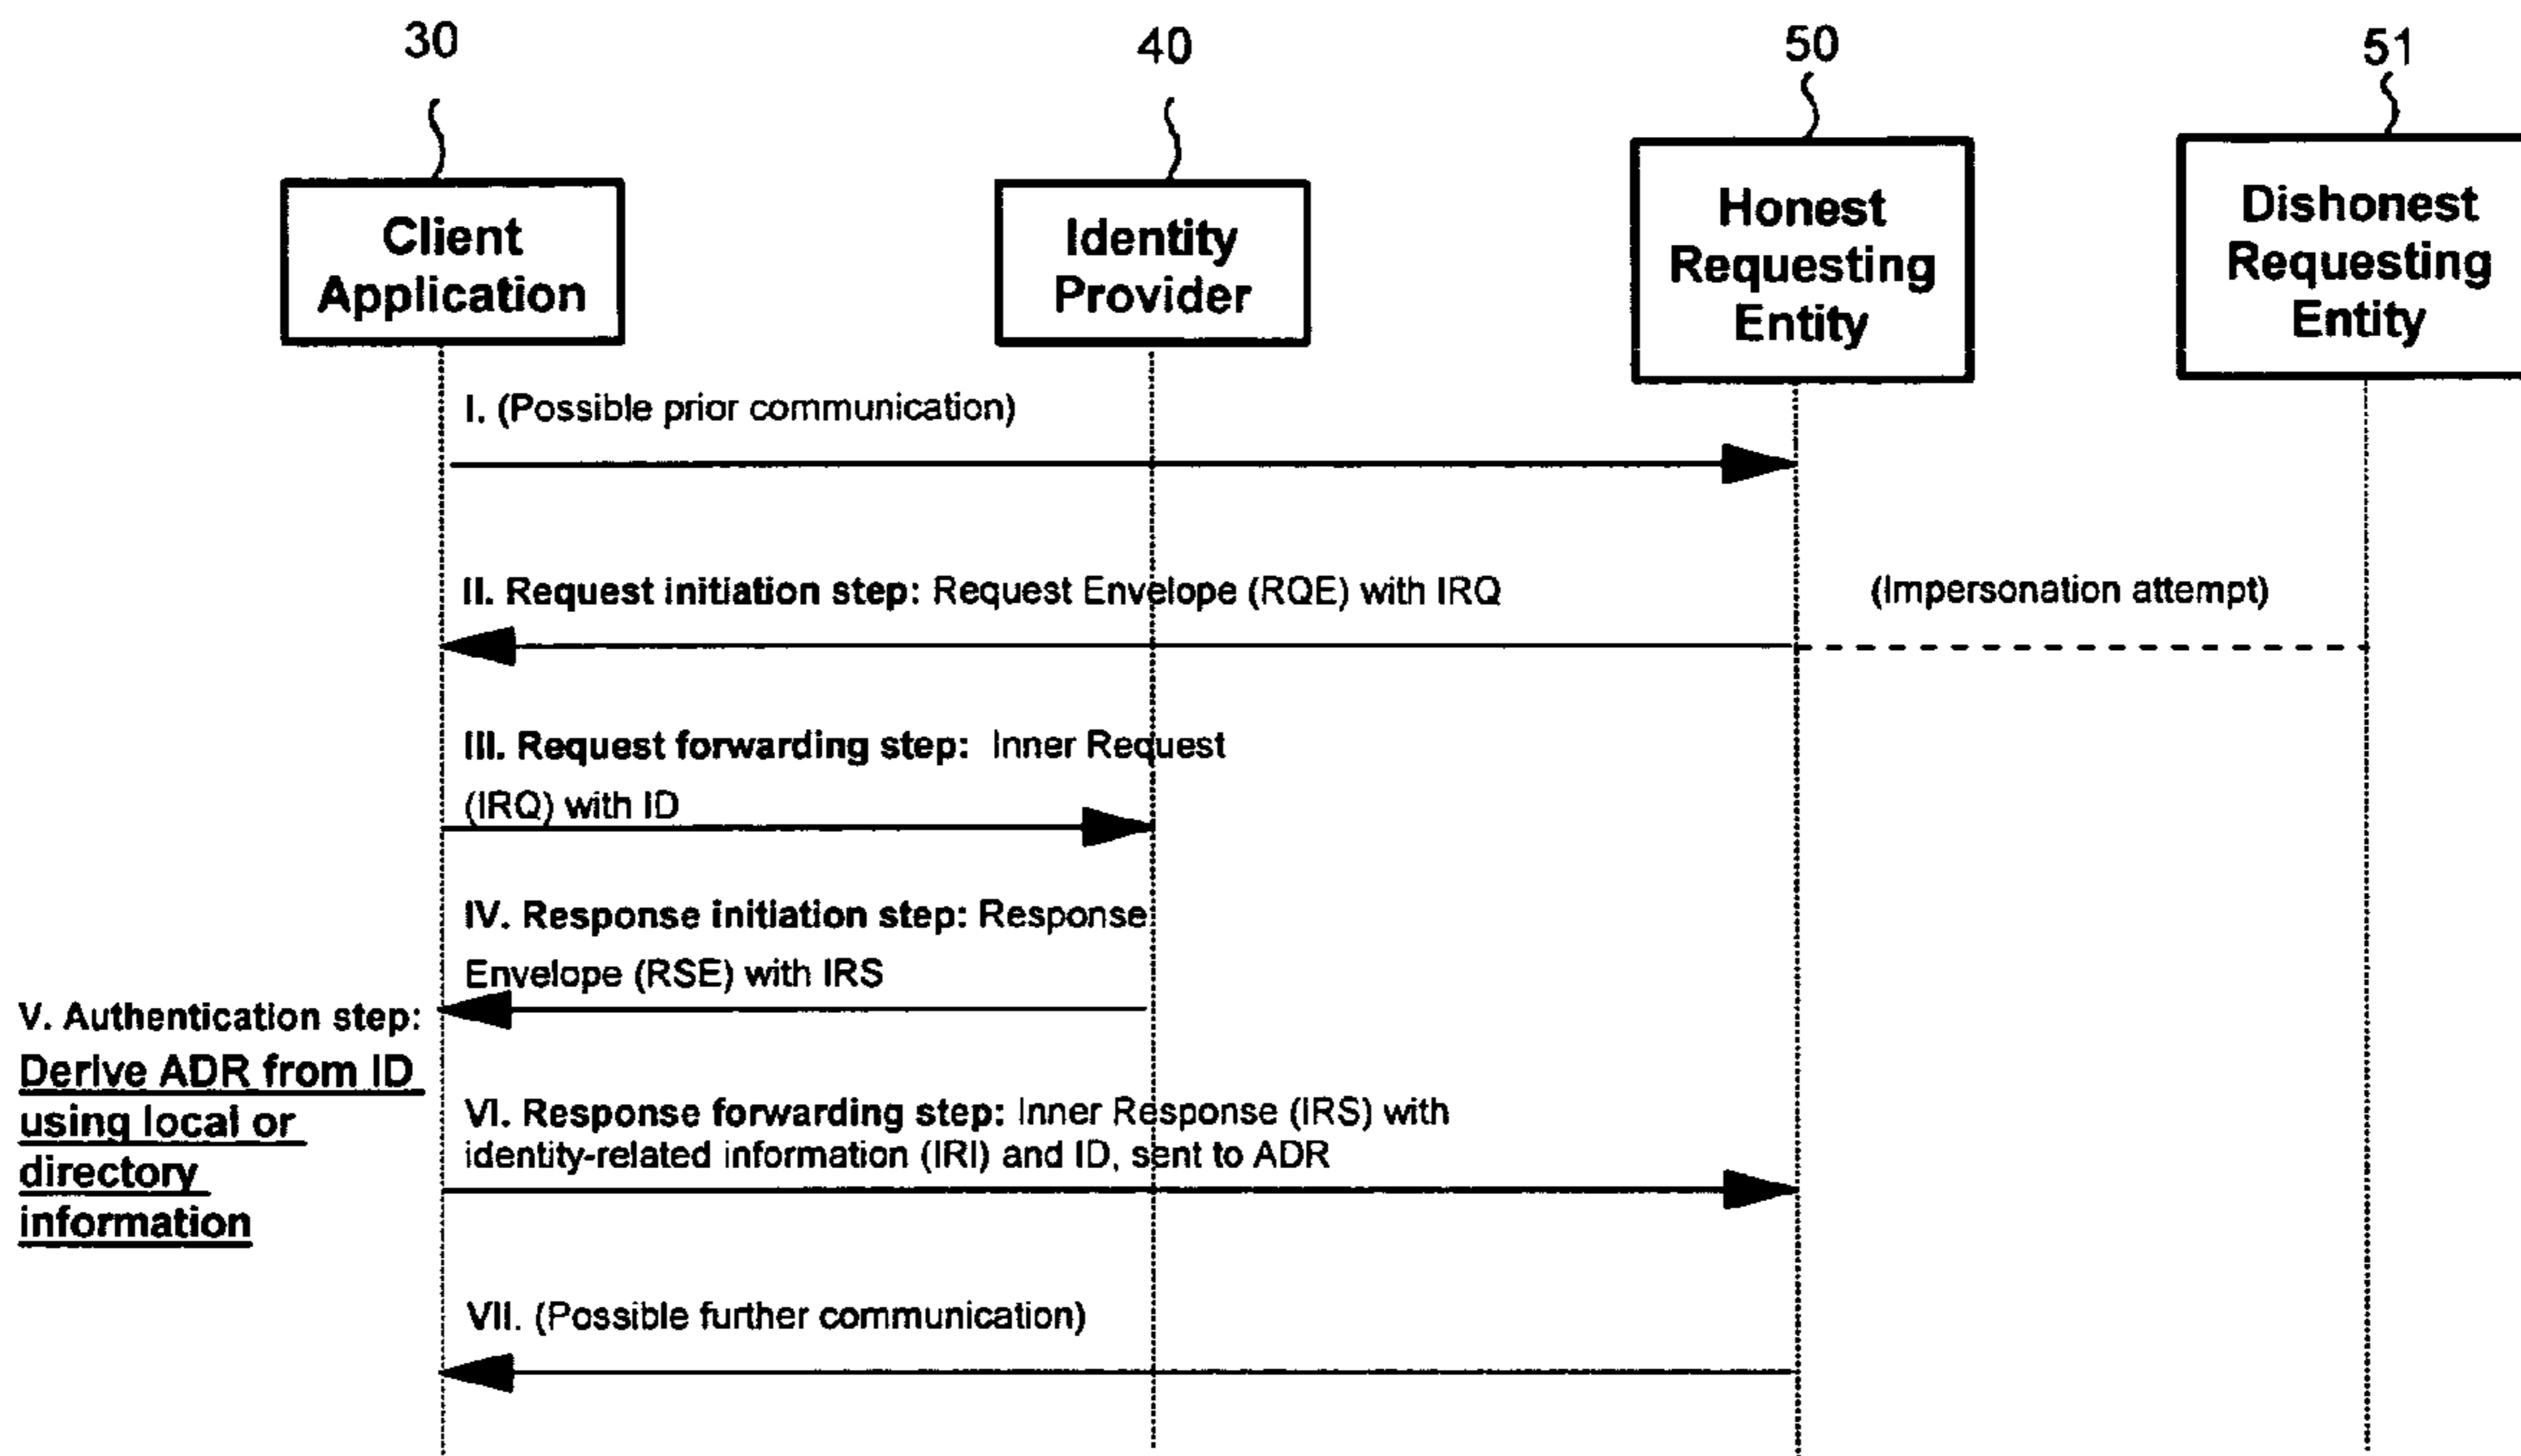 30
40
50
51
Client
Application
Identity
Provider
Honest
Requesting
Entity
Dishonest
Requesting
Entity
I. (Possible prior communication)
II. Request initiation step: Request Envelope (RQE) with IRQ
(Impersonation attempt)
III. Request forwarding step: Inner Request
(IRQ) with ID
IV. Response initiation step: Response
Envelope (RSE) with IRS
V. Authentication step:
Derive ADR from ID
using local or
directory
information
VI. Response forwarding step: Inner Response (IRS) with
identity-related information (IRI) and ID, sent to ADR
VII. (Possible further communication)